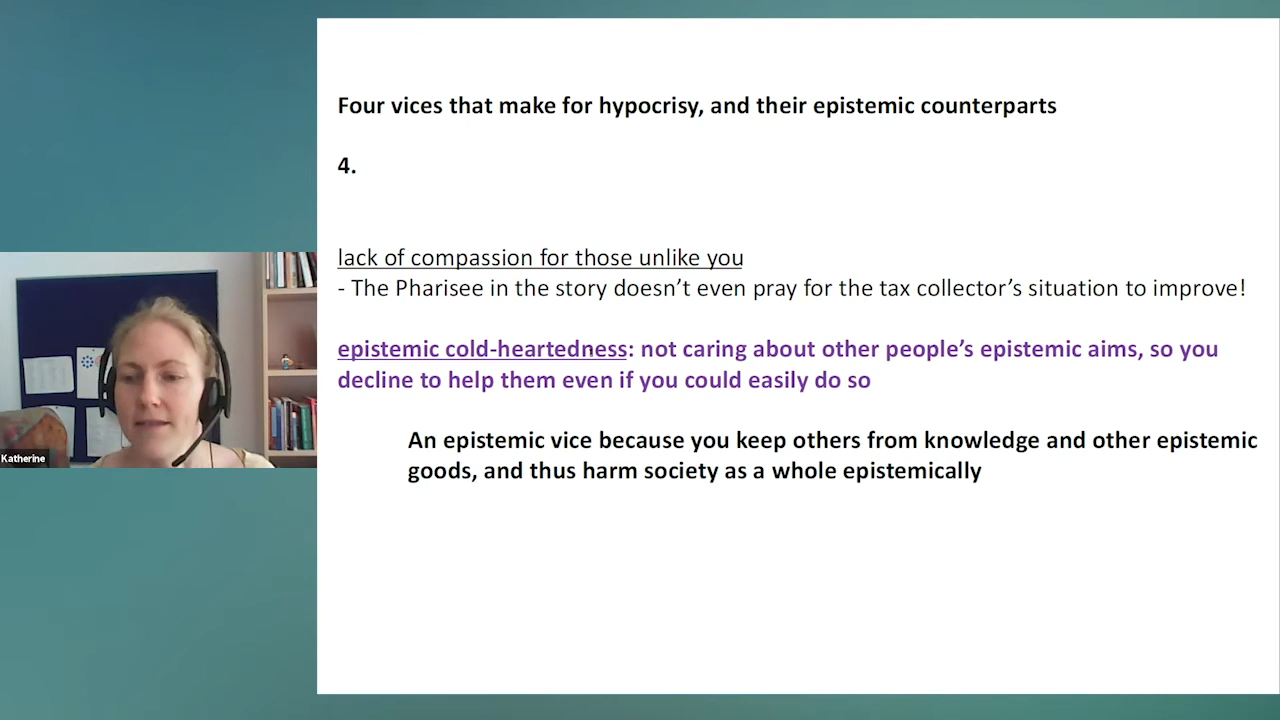 Four vices that make for hypocrisy, and their epistemic counterparts
4.
lack of compassion for those unlike you
- The Pharisee in the story doesn’t even pray for the tax collector’s situation to improve!
epistemic cold-heartedness: not caring about other people’s epistemic aims, so you
decline to help them even if you could easily do so
An epistemic vice because you keep others from knowledge and other epistemic
goods, and thus harm society as a whole epistemically
Katherine